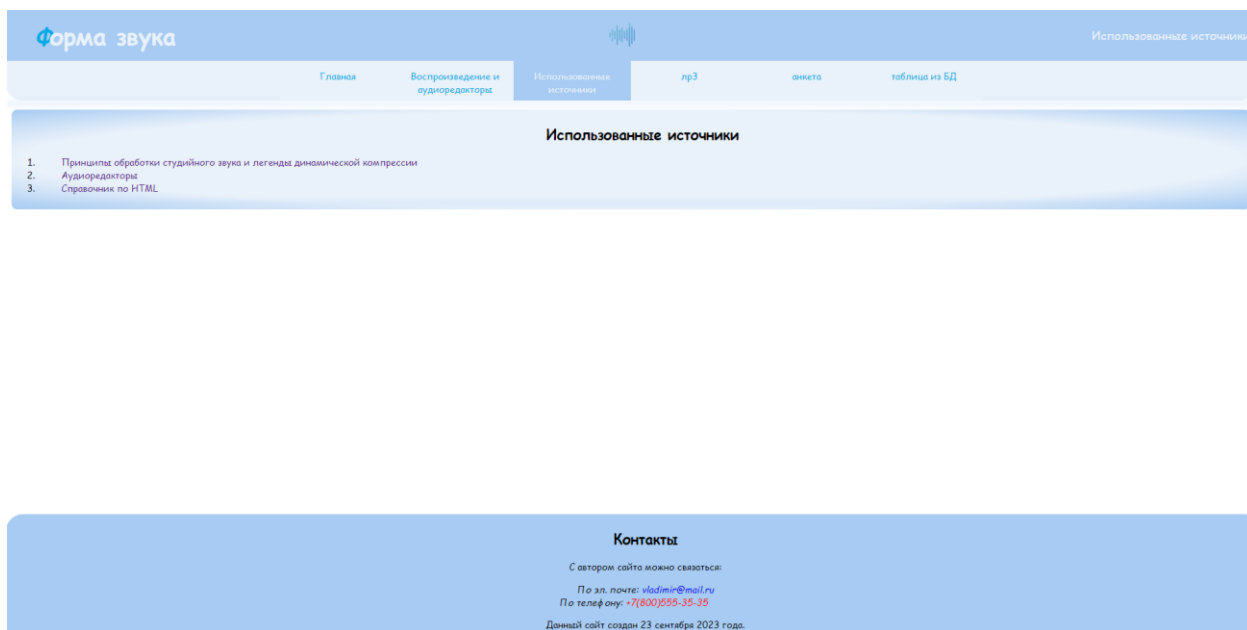 Форма звука
Использованные источники
Главная
Воспроизведение и
аудиоредакторы
Использованные
источники
лр3
анкета
таблица из БД
Использованные источники
1. Принципы обработки студийного звука и легенды динамической компрессии
2. Аудиоредакторы
3. Справочник по HTML
Контакты
С автором сайта можно связаться:
По эл. почте: vladimir@mail.ru
По телефону: +7(800)555-35-35
Данный сайт создан 23 сентября 2023 года.